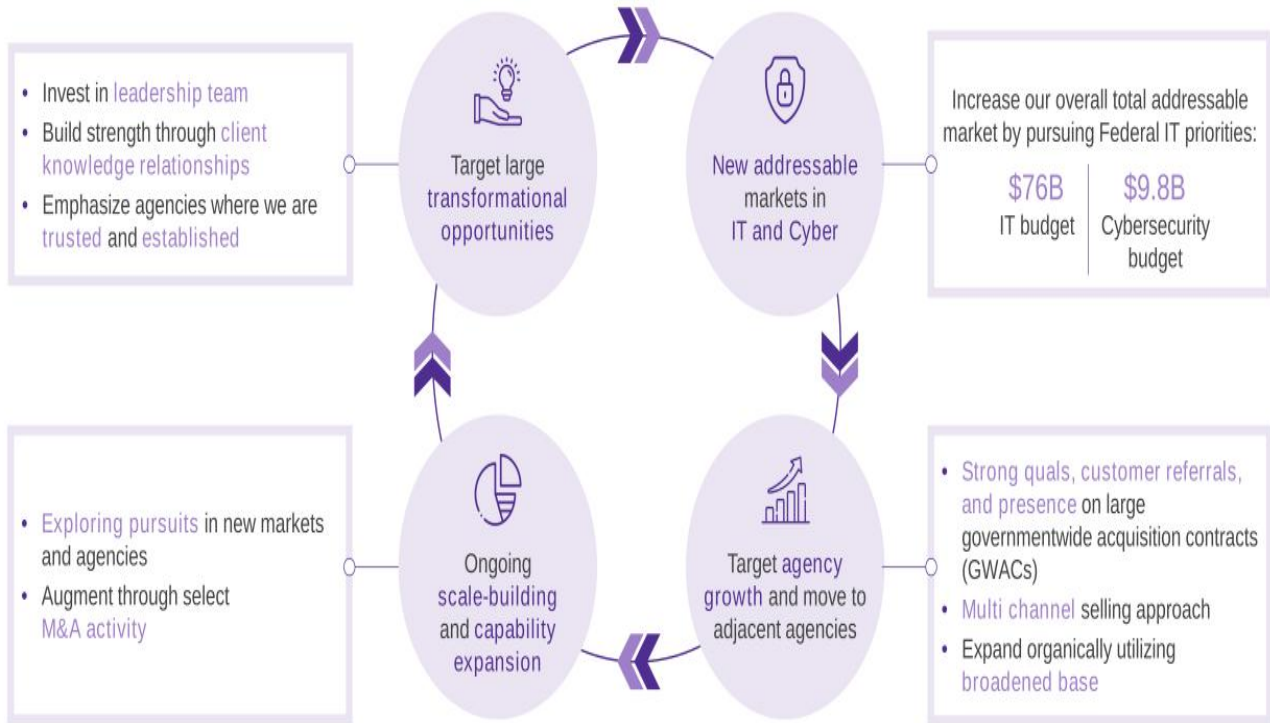 • Invest in leadership team
• Build strength through client
knowledge relationships
• Emphasize agencies where we are
trusted and established
Target large
transformational
opportunities
New addressable
markets in
IT and Cyber
Increase our overall total addressable
market by pursuing Federal IT priorities:
$76B
IT budget
$9.8B
Cybersecurity
budget
• Exploring pursuits in new markets
and agencies
• Augment through select
M&A activity
Ongoing
scale-building
and capability
expansion
Target agency
growth and move to
adjacent agencies
• Strong quals, customer referrals,
and presence on large
governmentwide acquisition contracts
(GWACs)
• Multi channel selling approach
• Expand organically utilizing
broadened base